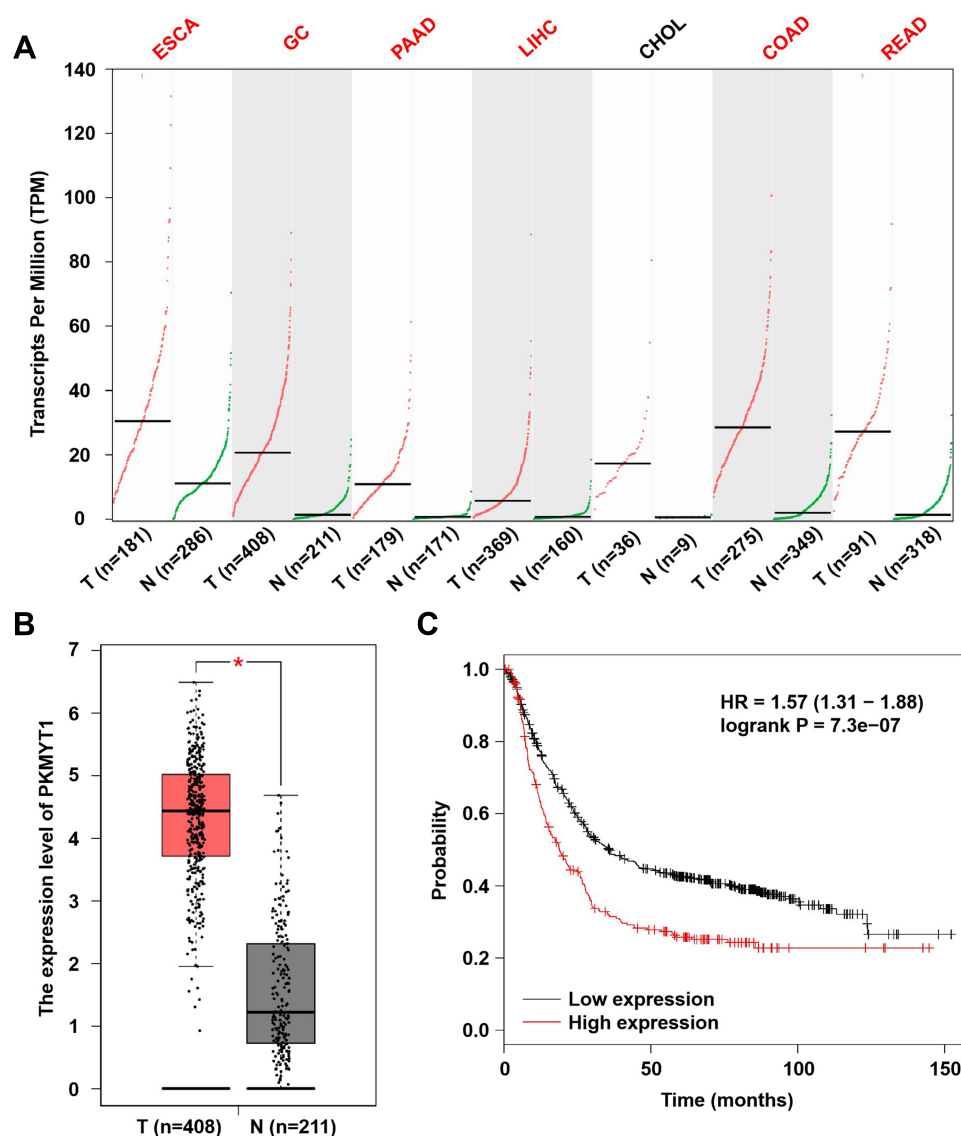 A
ESCA GC PAAD LIHC CHOL COAD READ
Transcripts Per Million (TPM)
140
120
100
80
60
40
20
0
T (n=181) N (n=286) T (n=408) N (n=211) T (n=179) N (n=171) T (n=369) N (n=160) T (n=36) N (n=9) T (n=275) N (n=349) T (n=91) N (n=318)
B
The expression level of PKMYT1
7
6
5
4
3
2
1
0
*
T (n=408) N (n=211)
C
Probability
1.0
0.8
0.6
0.4
0.2
0.0
HR = 1.57 (1.31 − 1.88)
logrank P = 7.3e−07
Low expression
High expression
0 50 100 150
Time (months)